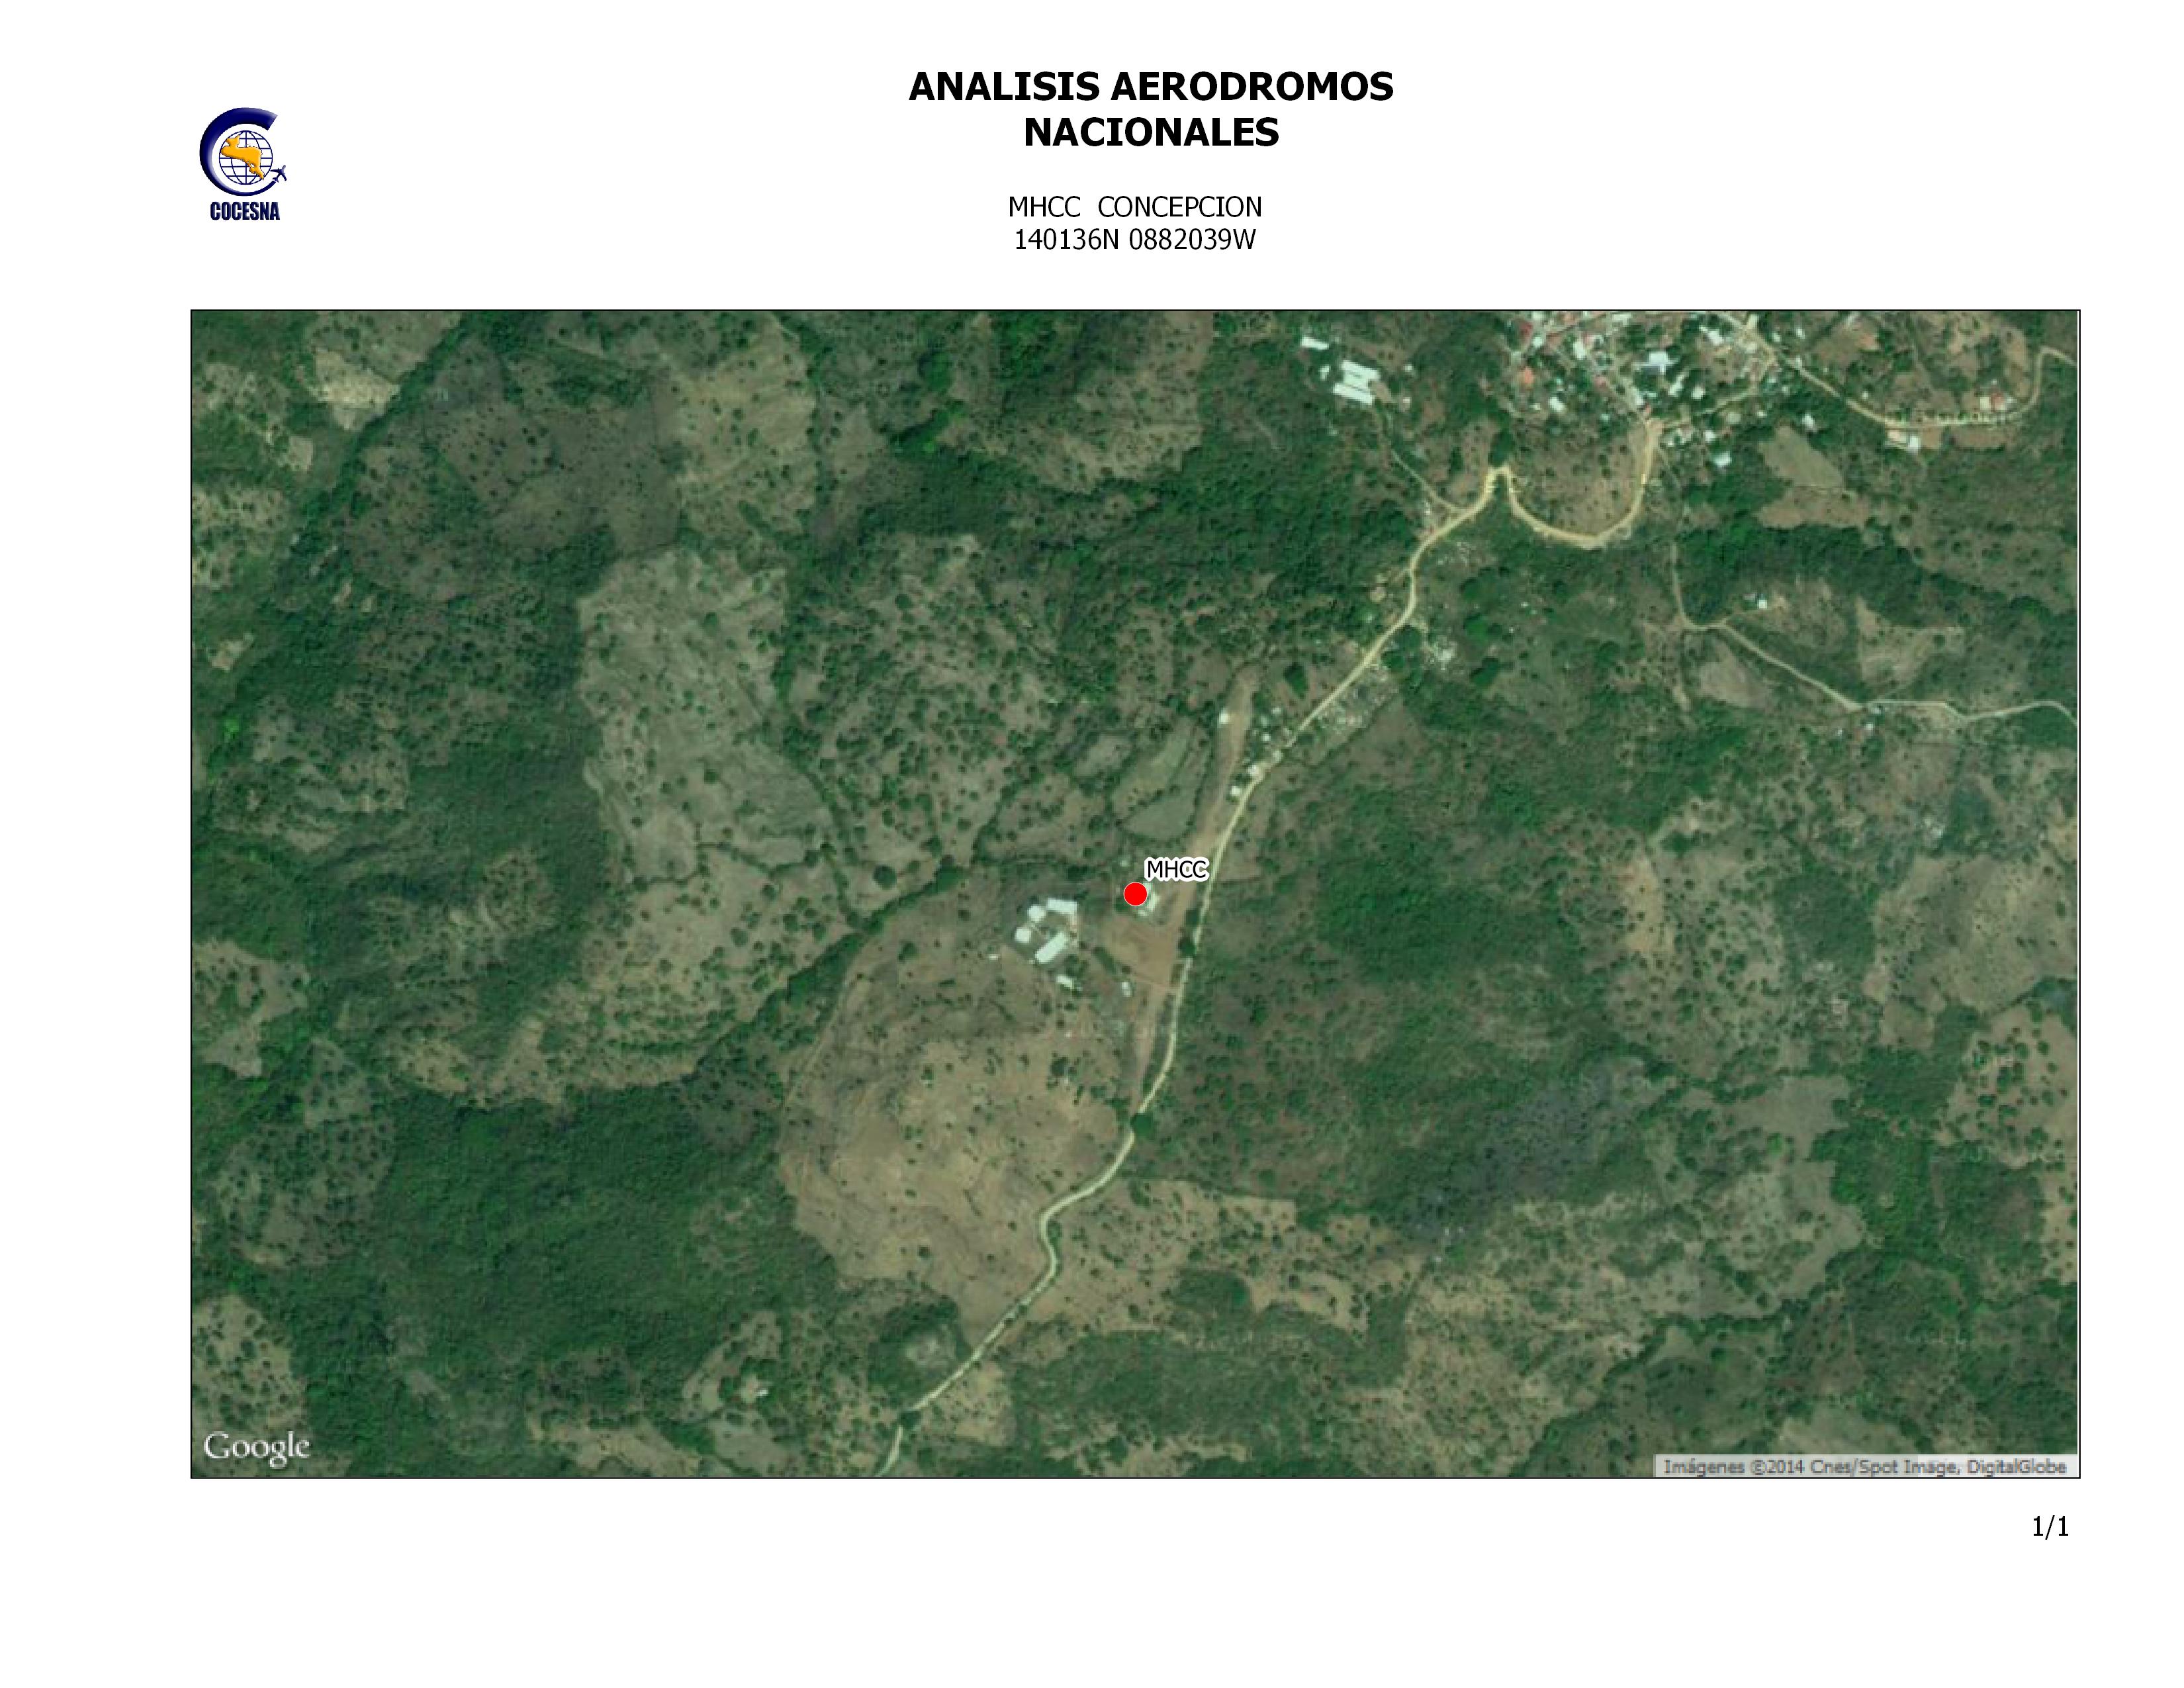 ANALISIS AERODROMOS
NACIONALES
COCESNA
MHCC CONCEPCION
140136N 0882039W
MHCC
Google
Imágenes ©2014 Cnes/Spot Image, DigitalGlobe
1/1